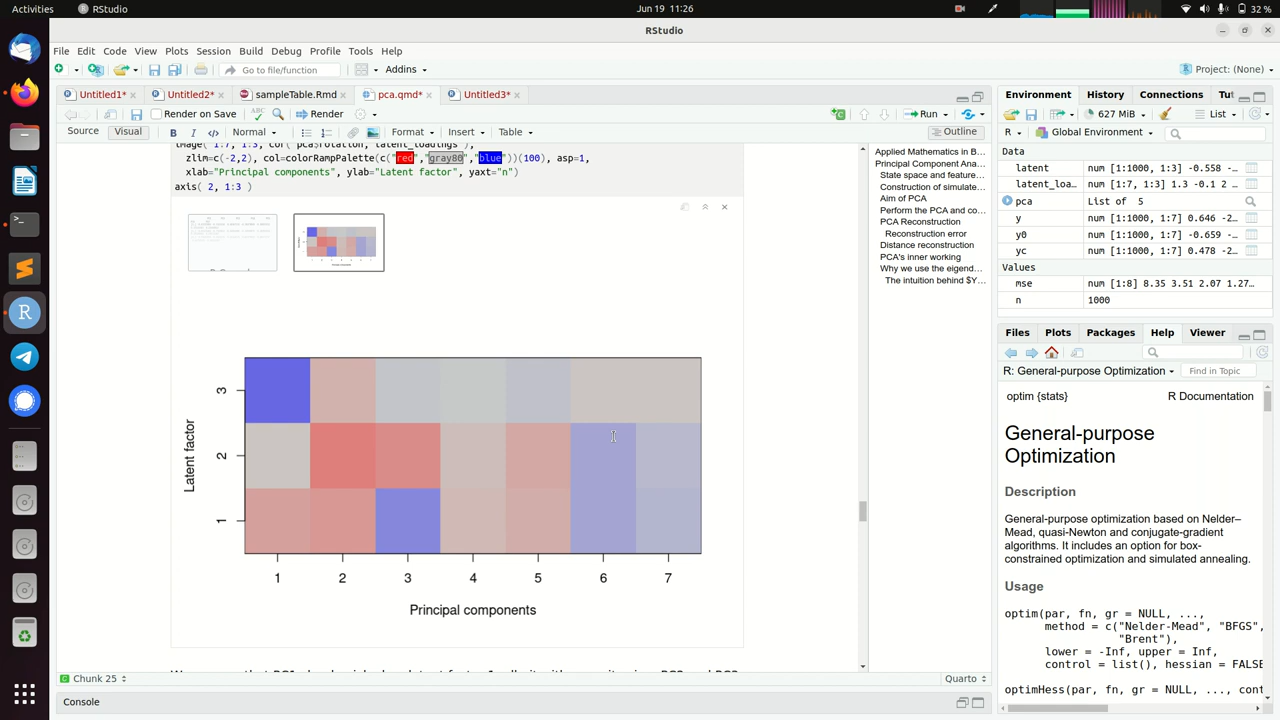 Activities
RStudio
Jun 19 11:26
32 %
RStudio
File Edit Code View Plots Session Build Debug Profile Tools Help
Go to file/function
Addins
Project: (None)
Untitled1*
Untitled2*
sampleTable.Rmd
pca.qmd*
Untitled3*
Render on Save
ABC
Render
Run
Source
Visual
B I </>
Normal
Format
Insert
Table
Outline
image( 1:7, 1:3, cor( pca$rotation, latent_loadings ),
zlim=c(-2,2), col=colorRampPalette(c("red","gray80","blue"))(100), asp=1,
xlab="Principal components", ylab="Latent factor", yaxt="n")
axis( 2, 1:3 )
Latent factor
3
2
1
1 2 3 4 5 6 7
Principal components
Chunk 25
Quarto
Console
Applied Mathematics in B...
Principal Component Ana...
State space and feature...
Construction of simulate...
Aim of PCA
Perform the PCA and co...
PCA Reconstruction
Reconstruction error
Distance reconstruction
PCA's inner working
Why we use the eigend...
The intuition behind $Y...
Environment History Connections Tut
627 MiB
List
R
Global Environment
Data
latent num [1:1000, 1:3] -0.558 -...
latent_loa... num [1:7, 1:3] 1.3 -0.1 2 ...
pca List of 5
y num [1:1000, 1:7] 0.646 -2...
y0 num [1:1000, 1:7] -0.659 -...
yc num [1:1000, 1:7] 0.478 -2...
Values
mse num [1:8] 8.35 3.51 2.07 1.27...
n 1000
Files Plots Packages Help Viewer
R: General-purpose Optimization
Find in Topic
optim {stats}
R Documentation
General-purpose
Optimization
Description
General-purpose optimization based on Nelder–
Mead, quasi-Newton and conjugate-gradient
algorithms. It includes an option for box-
constrained optimization and simulated annealing.
Usage
optim(par, fn, gr = NULL, ...,
method = c("Nelder-Mead", "BFGS",
"Brent"),
lower = -Inf, upper = Inf,
control = list(), hessian = FALSE
optimHess(par, fn, gr = NULL, ..., cont